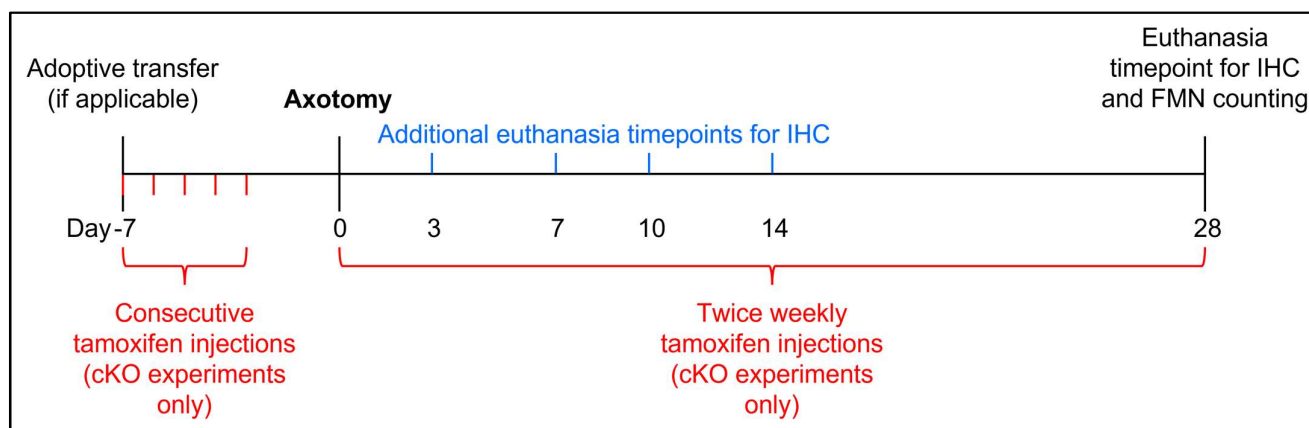 Adoptive transfer
(if applicable)
Axotomy
Euthanasia
timepoint for IHC
and FMN counting
Additional euthanasia timepoints for IHC
Day -7 0 3 7 10 14 28
Consecutive
tamoxifen injections
(cKO experiments
only)
Twice weekly
tamoxifen injections
(cKO experiments
only)